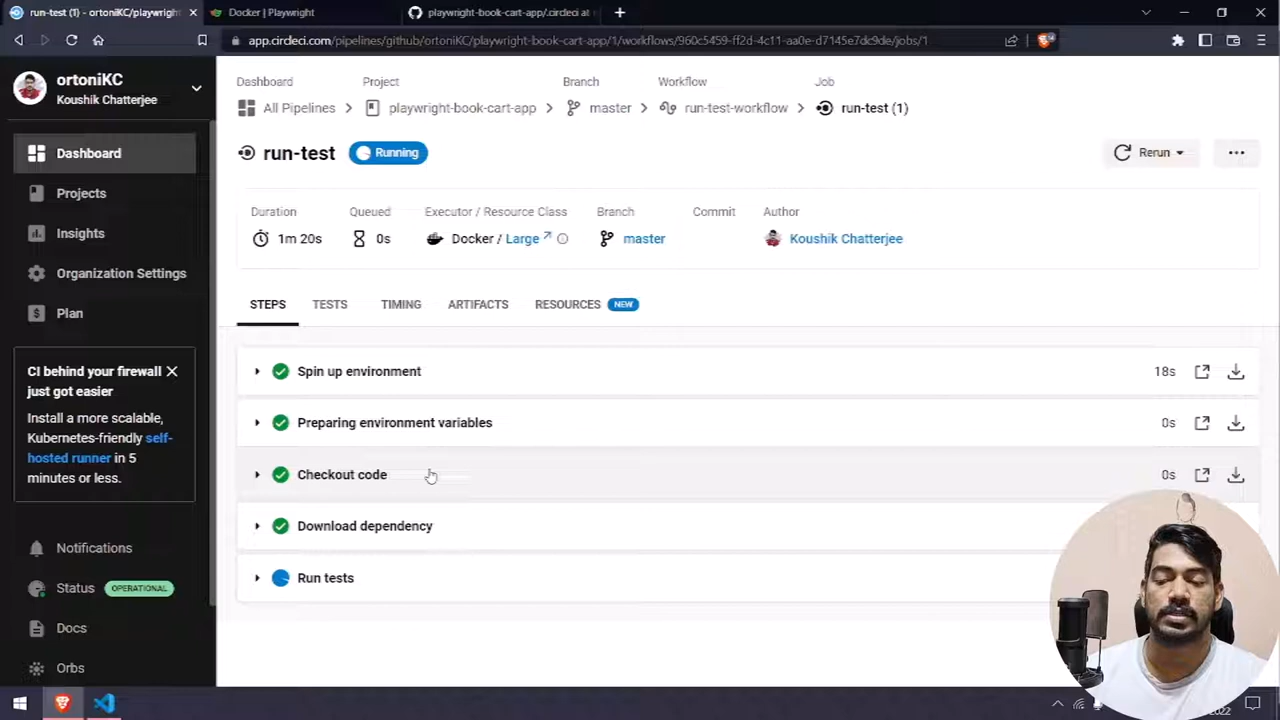 run-test (1) - ortoniKC/playwright
Docker | Playwright
playwright-book-cart-app/.circleci at
app.circleci.com/pipelines/github/ortoniKC/playwright-book-cart-app/1/workflows/960c5459-ff2d-4c11-aa0e-d7145e7dc9de/jobs/1
ortoniKC
Koushik Chatterjee
Dashboard
Projects
Insights
Organization Settings
Plan
CI behind your firewall
just got easier
Install a more scalable,
Kubernetes-friendly self-
hosted runner in 5
minutes or less.
Notifications
Status OPERATIONAL
Docs
Orbs
Dashboard Project Branch Workflow Job
All Pipelines playwright-book-cart-app master run-test-workflow run-test (1)
run-test Running Rerun
Duration Queued Executor / Resource Class Branch Commit Author
1m 20s 0s Docker / Large master Koushik Chatterjee
STEPS TESTS TIMING ARTIFACTS RESOURCES NEW
Spin up environment 18s
Preparing environment variables 0s
Checkout code 0s
Download dependency
Run tests
2022